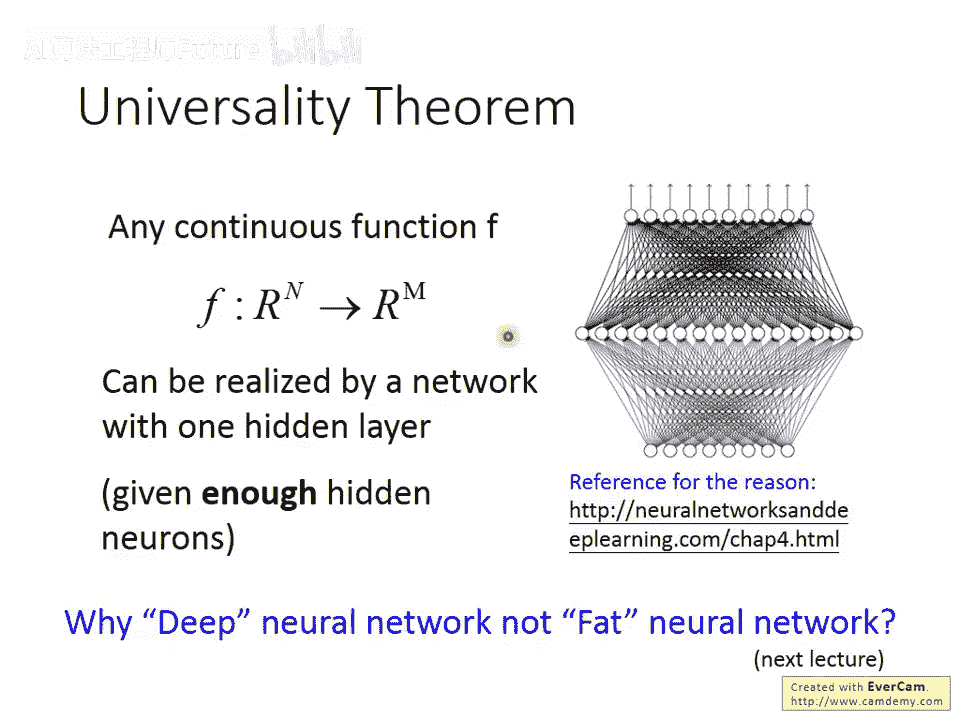 Universality Theorem
Any continuous function f
f : R^N → R^M
Can be realized by a network
with one hidden layer
(given enough hidden
neurons)
Reference for the reason:
http://neuralnetworksandde
eplearning.com/chap4.html
Why “Deep” neural network not “Fat” neural network?
(next lecture)
Created with EverCam.
http://www.camdemy.com